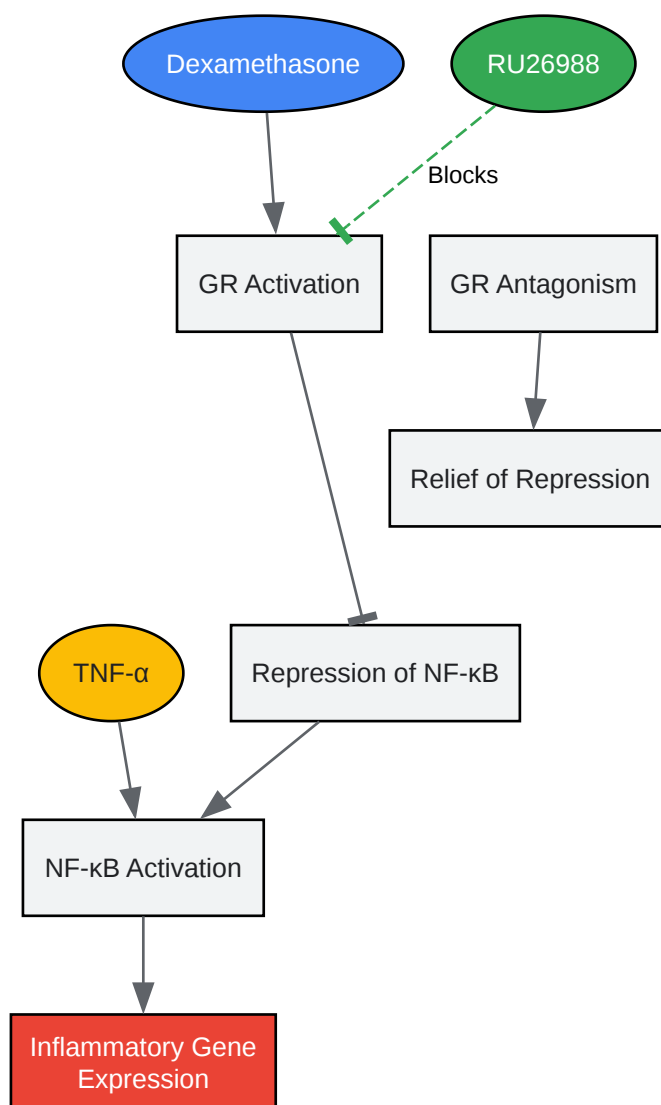 Dexamethasone
RU26988
Blocks
GR Activation
GR Antagonism
Relief of Repression
TNF-α
Repression of NF-κB
NF-κB Activation
Inflammatory Gene
Expression